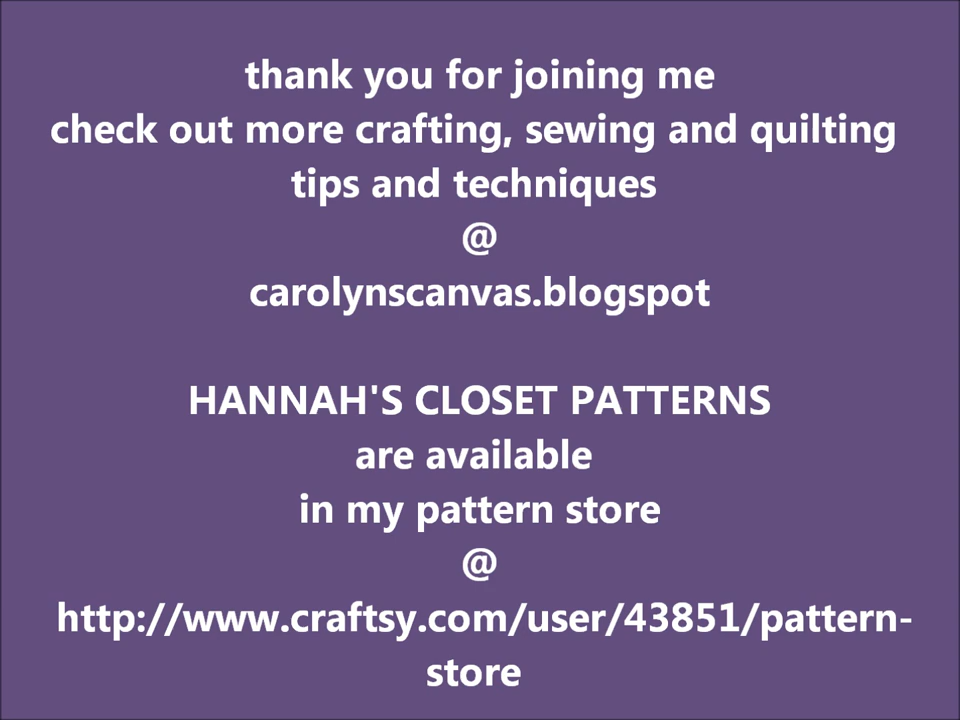 thank you for joining me
check out more crafting, sewing and quilting
tips and techniques
@
carolynscanvas.blogspot
HANNAH'S CLOSET PATTERNS
are available
in my pattern store
@
http://www.craftsy.com/user/43851/pattern-
store